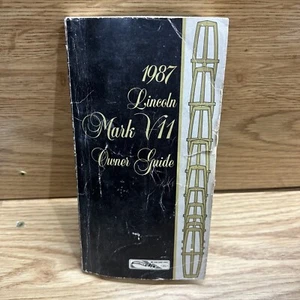 1987
Lincoln
Mark VII
Owner Guide